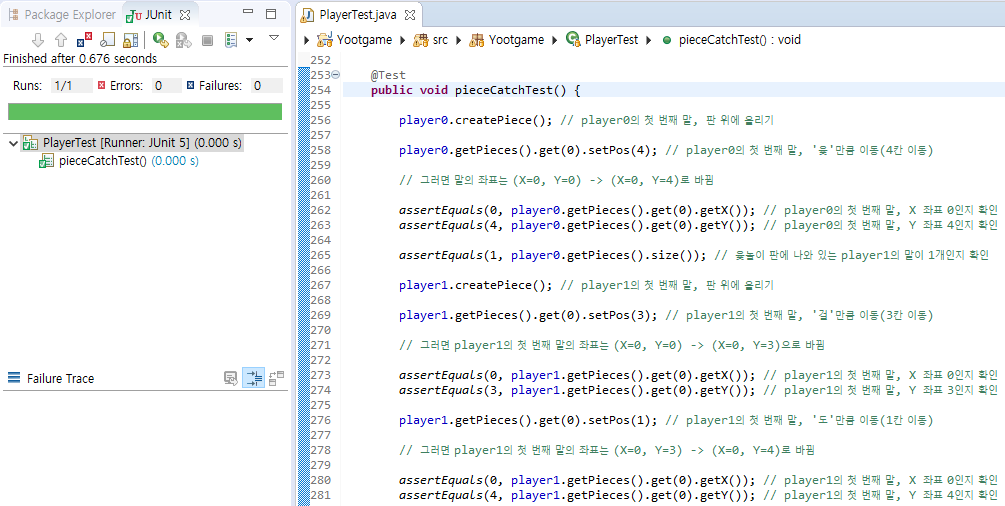 Package Explorer JUnit
Finished after 0.676 seconds
Runs: 1/1 Errors: 0 Failures: 0
PlayerTest [Runner: JUnit 5] (0.000 s)
pieceCatchTest() (0.000 s)
Failure Trace
PlayerTest.java
Yootgame src Yootgame PlayerTest pieceCatchTest() : void
252
253 @Test
254 public void pieceCatchTest() {
255
256 player0.createPiece(); // player0의 첫 번째 말, 판 위에 올리기
257
258 player0.getPieces().get(0).setPos(4); // player0의 첫 번째 말, '윷'만큼 이동(4칸 이동)
259
260 // 그러면 말의 좌표는 (X=0, Y=0) -> (X=0, Y=4)로 바뀜
261
262 assertEquals(0, player0.getPieces().get(0).getX()); // player0의 첫 번째 말, X 좌표 0인지 확인
263 assertEquals(4, player0.getPieces().get(0).getY()); // player0의 첫 번째 말, Y 좌표 4인지 확인
264
265 assertEquals(1, player0.getPieces().size()); // 윷놀이 판에 나와 있는 player1의 말이 1개인지 확인
266
267 player1.createPiece(); // player1의 첫 번째 말, 판 위에 올리기
268
269 player1.getPieces().get(0).setPos(3); // player1의 첫 번째 말, '걸'만큼 이동(3칸 이동)
270
271 // 그러면 player1의 첫 번째 말의 좌표는 (X=0, Y=0) -> (X=0, Y=3)으로 바뀜
272
273 assertEquals(0, player1.getPieces().get(0).getX()); // player1의 첫 번째 말, X 좌표 0인지 확인
274 assertEquals(3, player1.getPieces().get(0).getY()); // player1의 첫 번째 말, Y 좌표 3인지 확인
275
276 player1.getPieces().get(0).setPos(1); // player1의 첫 번째 말, '도'만큼 이동(1칸 이동)
277
278 // 그러면 player1의 첫 번째 말의 좌표는 (X=0, Y=3) -> (X=0, Y=4)로 바뀜
279
280 assertEquals(0, player1.getPieces().get(0).getX()); // player1의 첫 번째 말, X 좌표 0인지 확인
281 assertEquals(4, player1.getPieces().get(0).getY()); // player1의 첫 번째 말, Y 좌표 4인지 확인